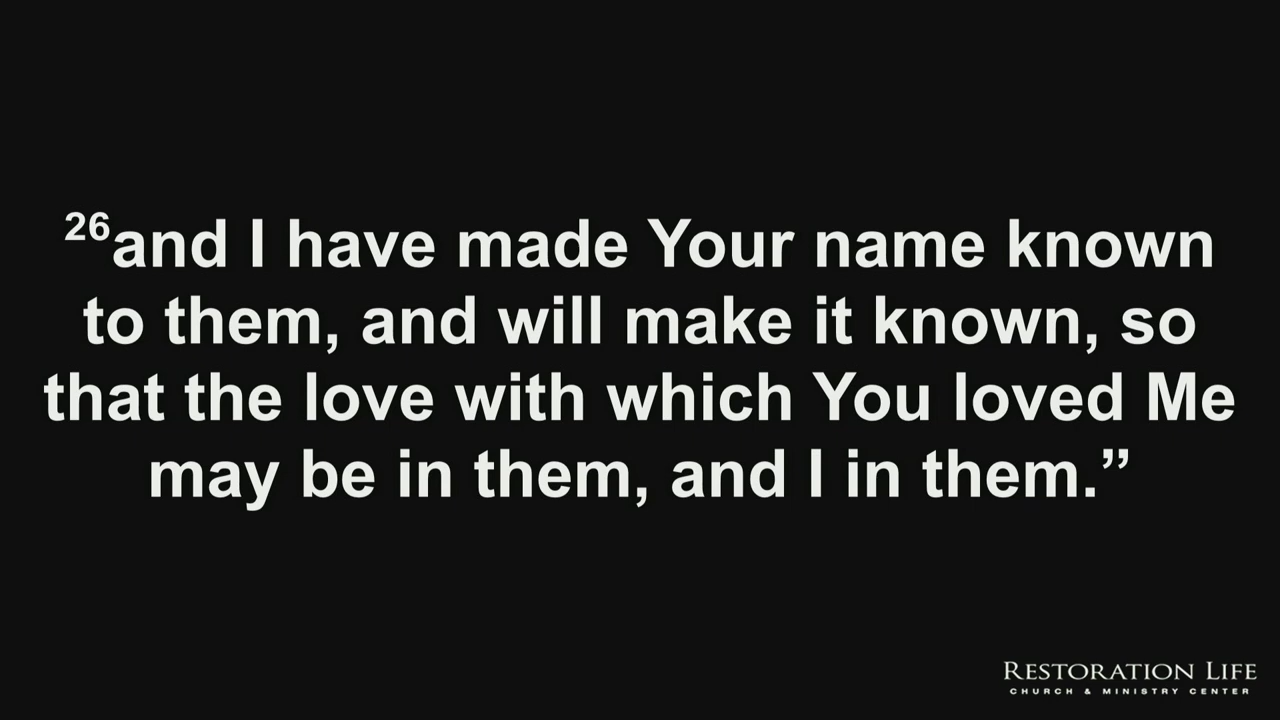 ²⁶and I have made Your name known
to them, and will make it known, so
that the love with which You loved Me
may be in them, and I in them.”
RESTORATION LIFE
CHURCH & MINISTRY CENTER